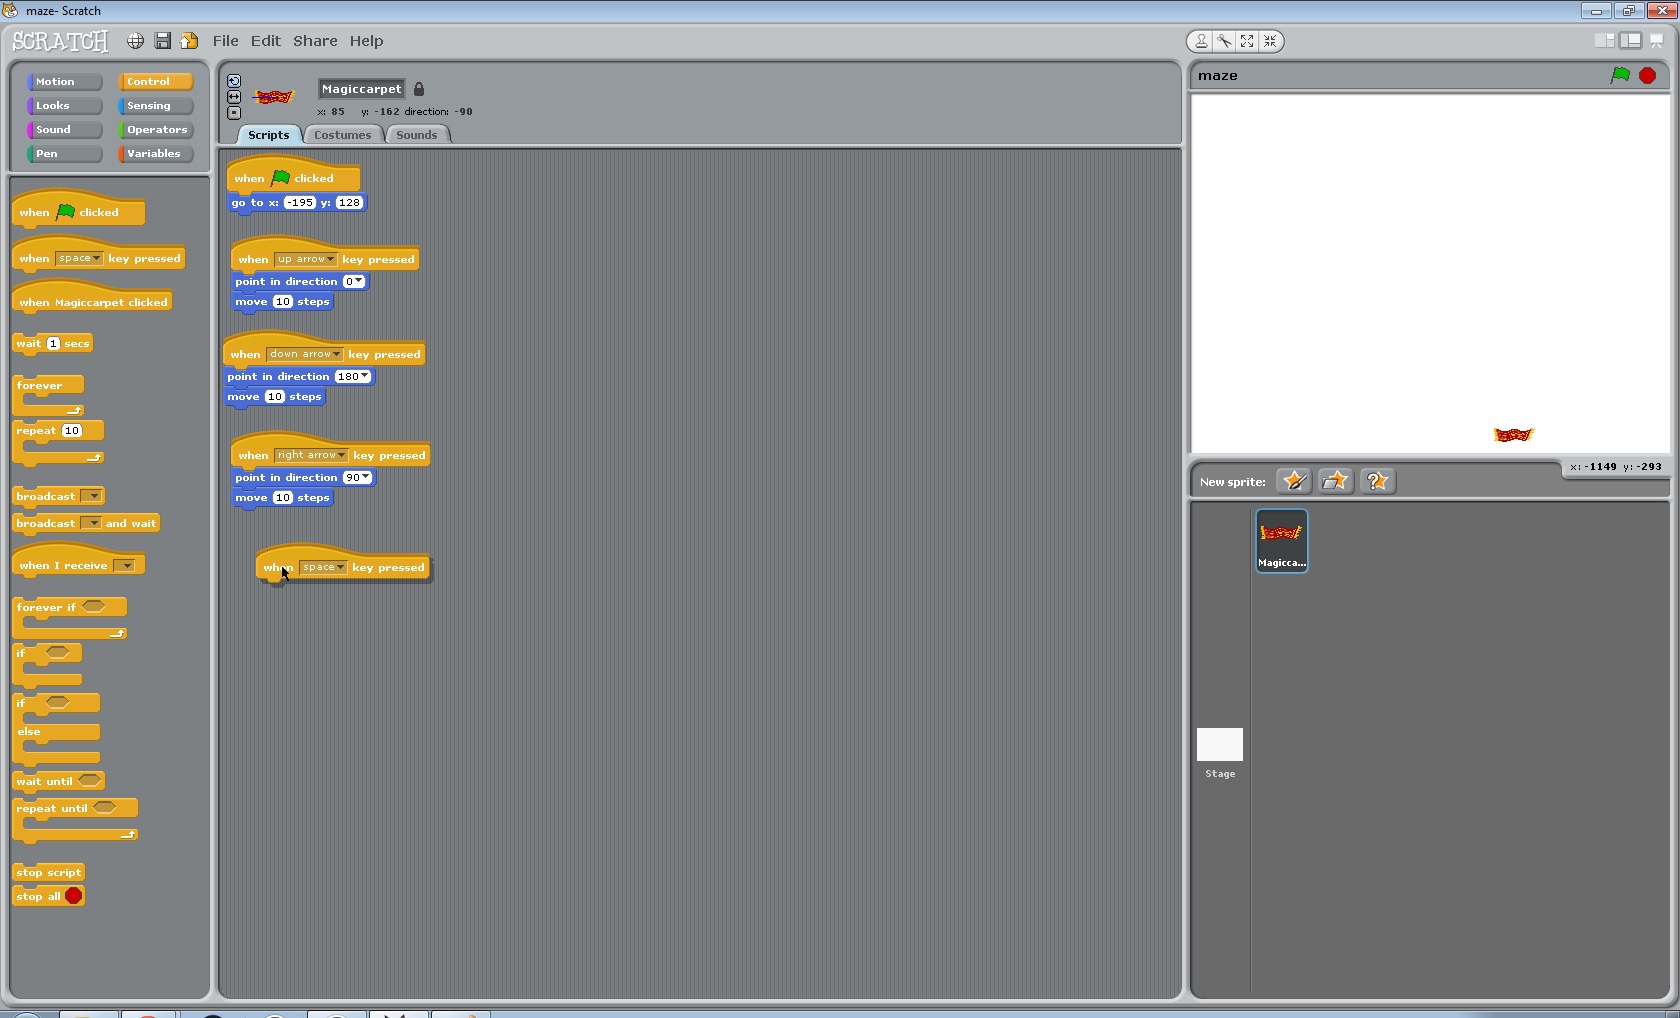 maze- Scratch
SCRATCH File Edit Share Help
Motion Control
Looks Sensing
Sound Operators
Pen Variables
when clicked
when space key pressed
when Magiccarpet clicked
wait 1 secs
forever
repeat 10
broadcast
broadcast and wait
when I receive
forever if
if
if
else
wait until
repeat until
stop script
stop all
Magiccarpet
x: 85 y: -162 direction: -90
Scripts Costumes Sounds
when clicked
go to x: -195 y: 128
when up arrow key pressed
point in direction 0
move 10 steps
when down arrow key pressed
point in direction 180
move 10 steps
when right arrow key pressed
point in direction 90
move 10 steps
when space key pressed
maze
x: -1149 y: -293
New sprite:
Magicca...
Stage